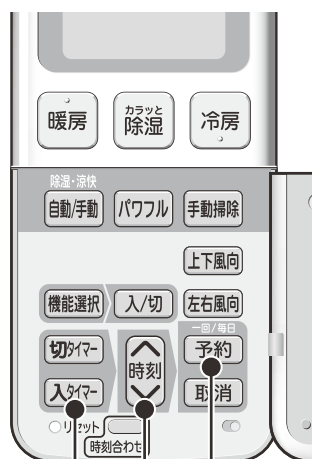 暖房
カラッと
除湿
冷房
除湿・涼快
自動/手動
パワフル
手動掃除
上下風向
機能選択
入/切
左右風向
一回/毎日
切タイマー
時刻
予約
入タイマー
取消
リセット
時刻合わせ